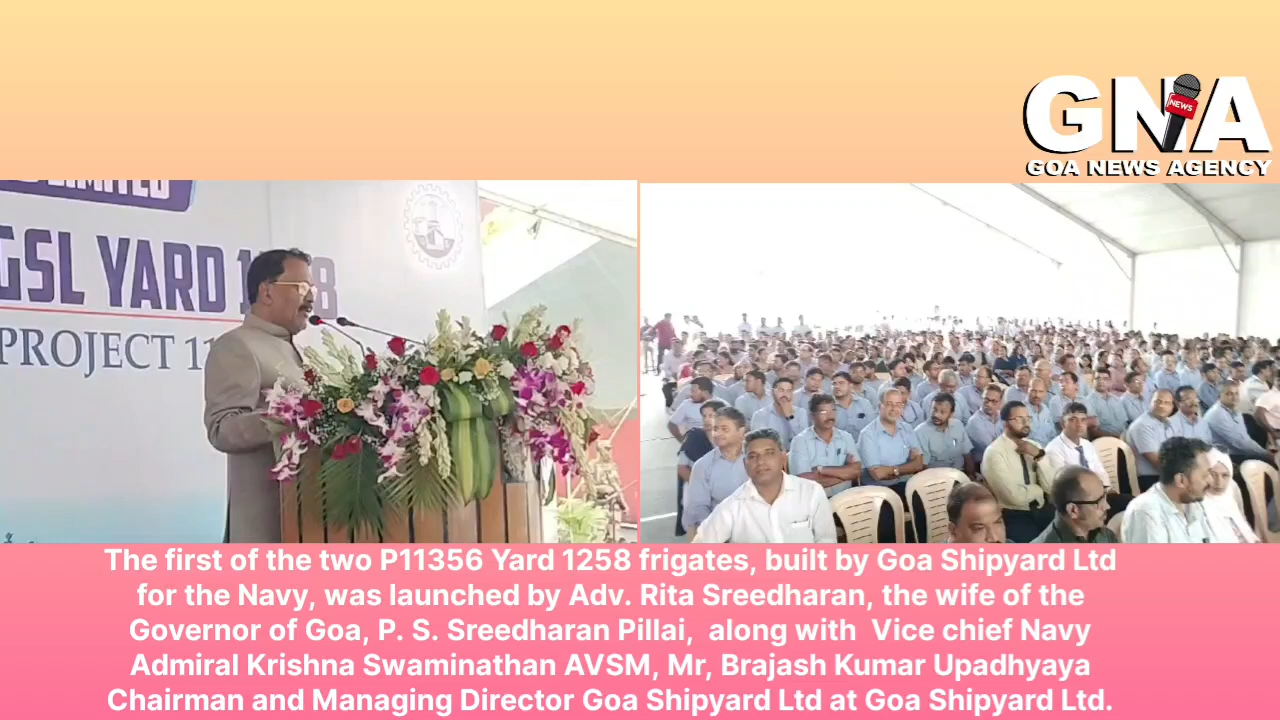 GNA
NEWS
GOA NEWS AGENCY
LIMITED
GSL YARD
PROJECT 11
The first of the two P11356 Yard 1258 frigates, built by Goa Shipyard Ltd
for the Navy, was launched by Adv. Rita Sreedharan, the wife of the
Governor of Goa, P. S. Sreedharan Pillai, along with Vice chief Navy
Admiral Krishna Swaminathan AVSM, Mr, Brajash Kumar Upadhyaya
Chairman and Managing Director Goa Shipyard Ltd at Goa Shipyard Ltd.